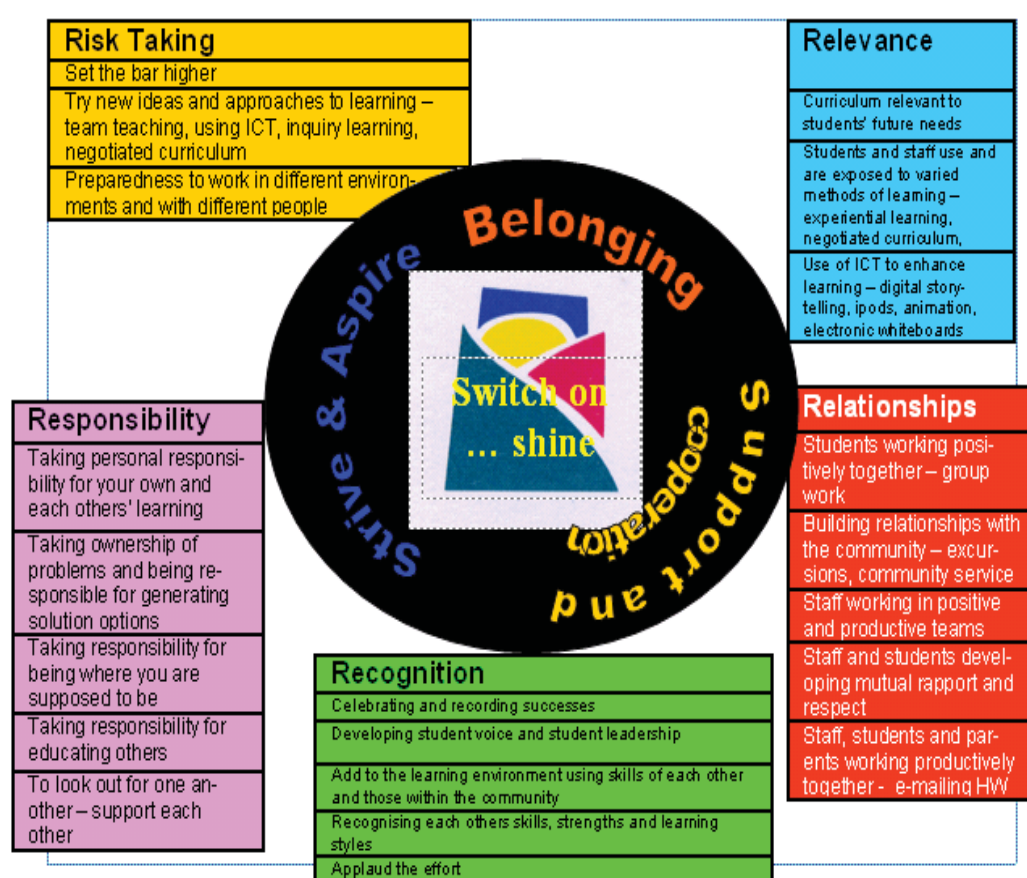 Risk Taking
Set the bar higher
Try new ideas and approaches to learning –
team teaching, using ICT, inquiry learning,
negotiated curriculum
Preparedness to work in different environ-
ments and with different people
Relevance
Curriculum relevant to
students' future needs
Students and staff use and
are exposed to varied
methods of learning –
experiential learning,
negotiated curriculum,
Use of ICT to enhance
learning – digital story-
telling, ipods, animation,
electronic whiteboards
Strive & Aspire
Belonging
Support and
cooperation
Switch on
... shine
Responsibility
Taking personal responsi-
bility for your own and
each others' learning
Taking ownership of
problems and being re-
sponsible for generating
solution options
Taking responsibility for
being where you are
supposed to be
Taking responsibility for
educating others
To look out for one an-
other – support each
other
Relationships
Students working posi-
tively together – group
work
Building relationships with
the community – excur-
sions, community service
Staff working in positive
and productive teams
Staff and students devel-
oping mutual rapport and
respect
Staff, students and par-
ents working productively
together - e-mailing HW
Recognition
Celebrating and recording successes
Developing student voice and student leadership
Add to the learning environment using skills of each other
and those within the community
Recognising each others skills, strengths and learning
styles
Applaud the effort